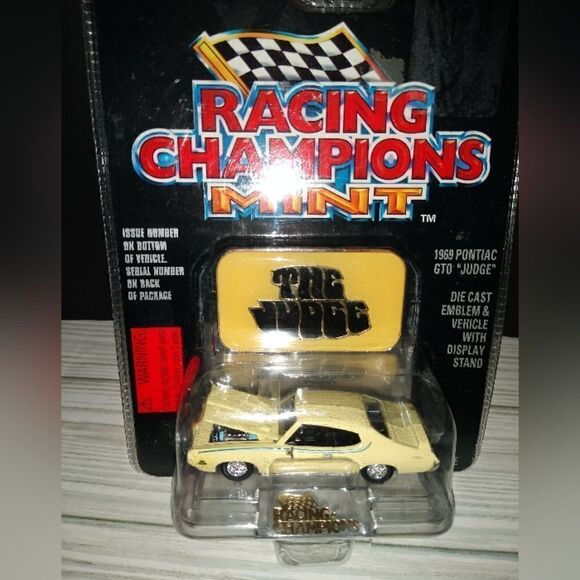 RACING
CHAMPIONS
MINT
TM
ISSUE NUMBER
ON BOTTOM
OF VEHICLE.
SERIAL NUMBER
ON BACK
OF PACKAGE
THE
JUDGE
1969 PONTIAC
GTO "JUDGE"
DIE CAST
EMBLEM &
VEHICLE
WITH
DISPLAY
STAND
WARNING:
RACING
CHAMPIONS